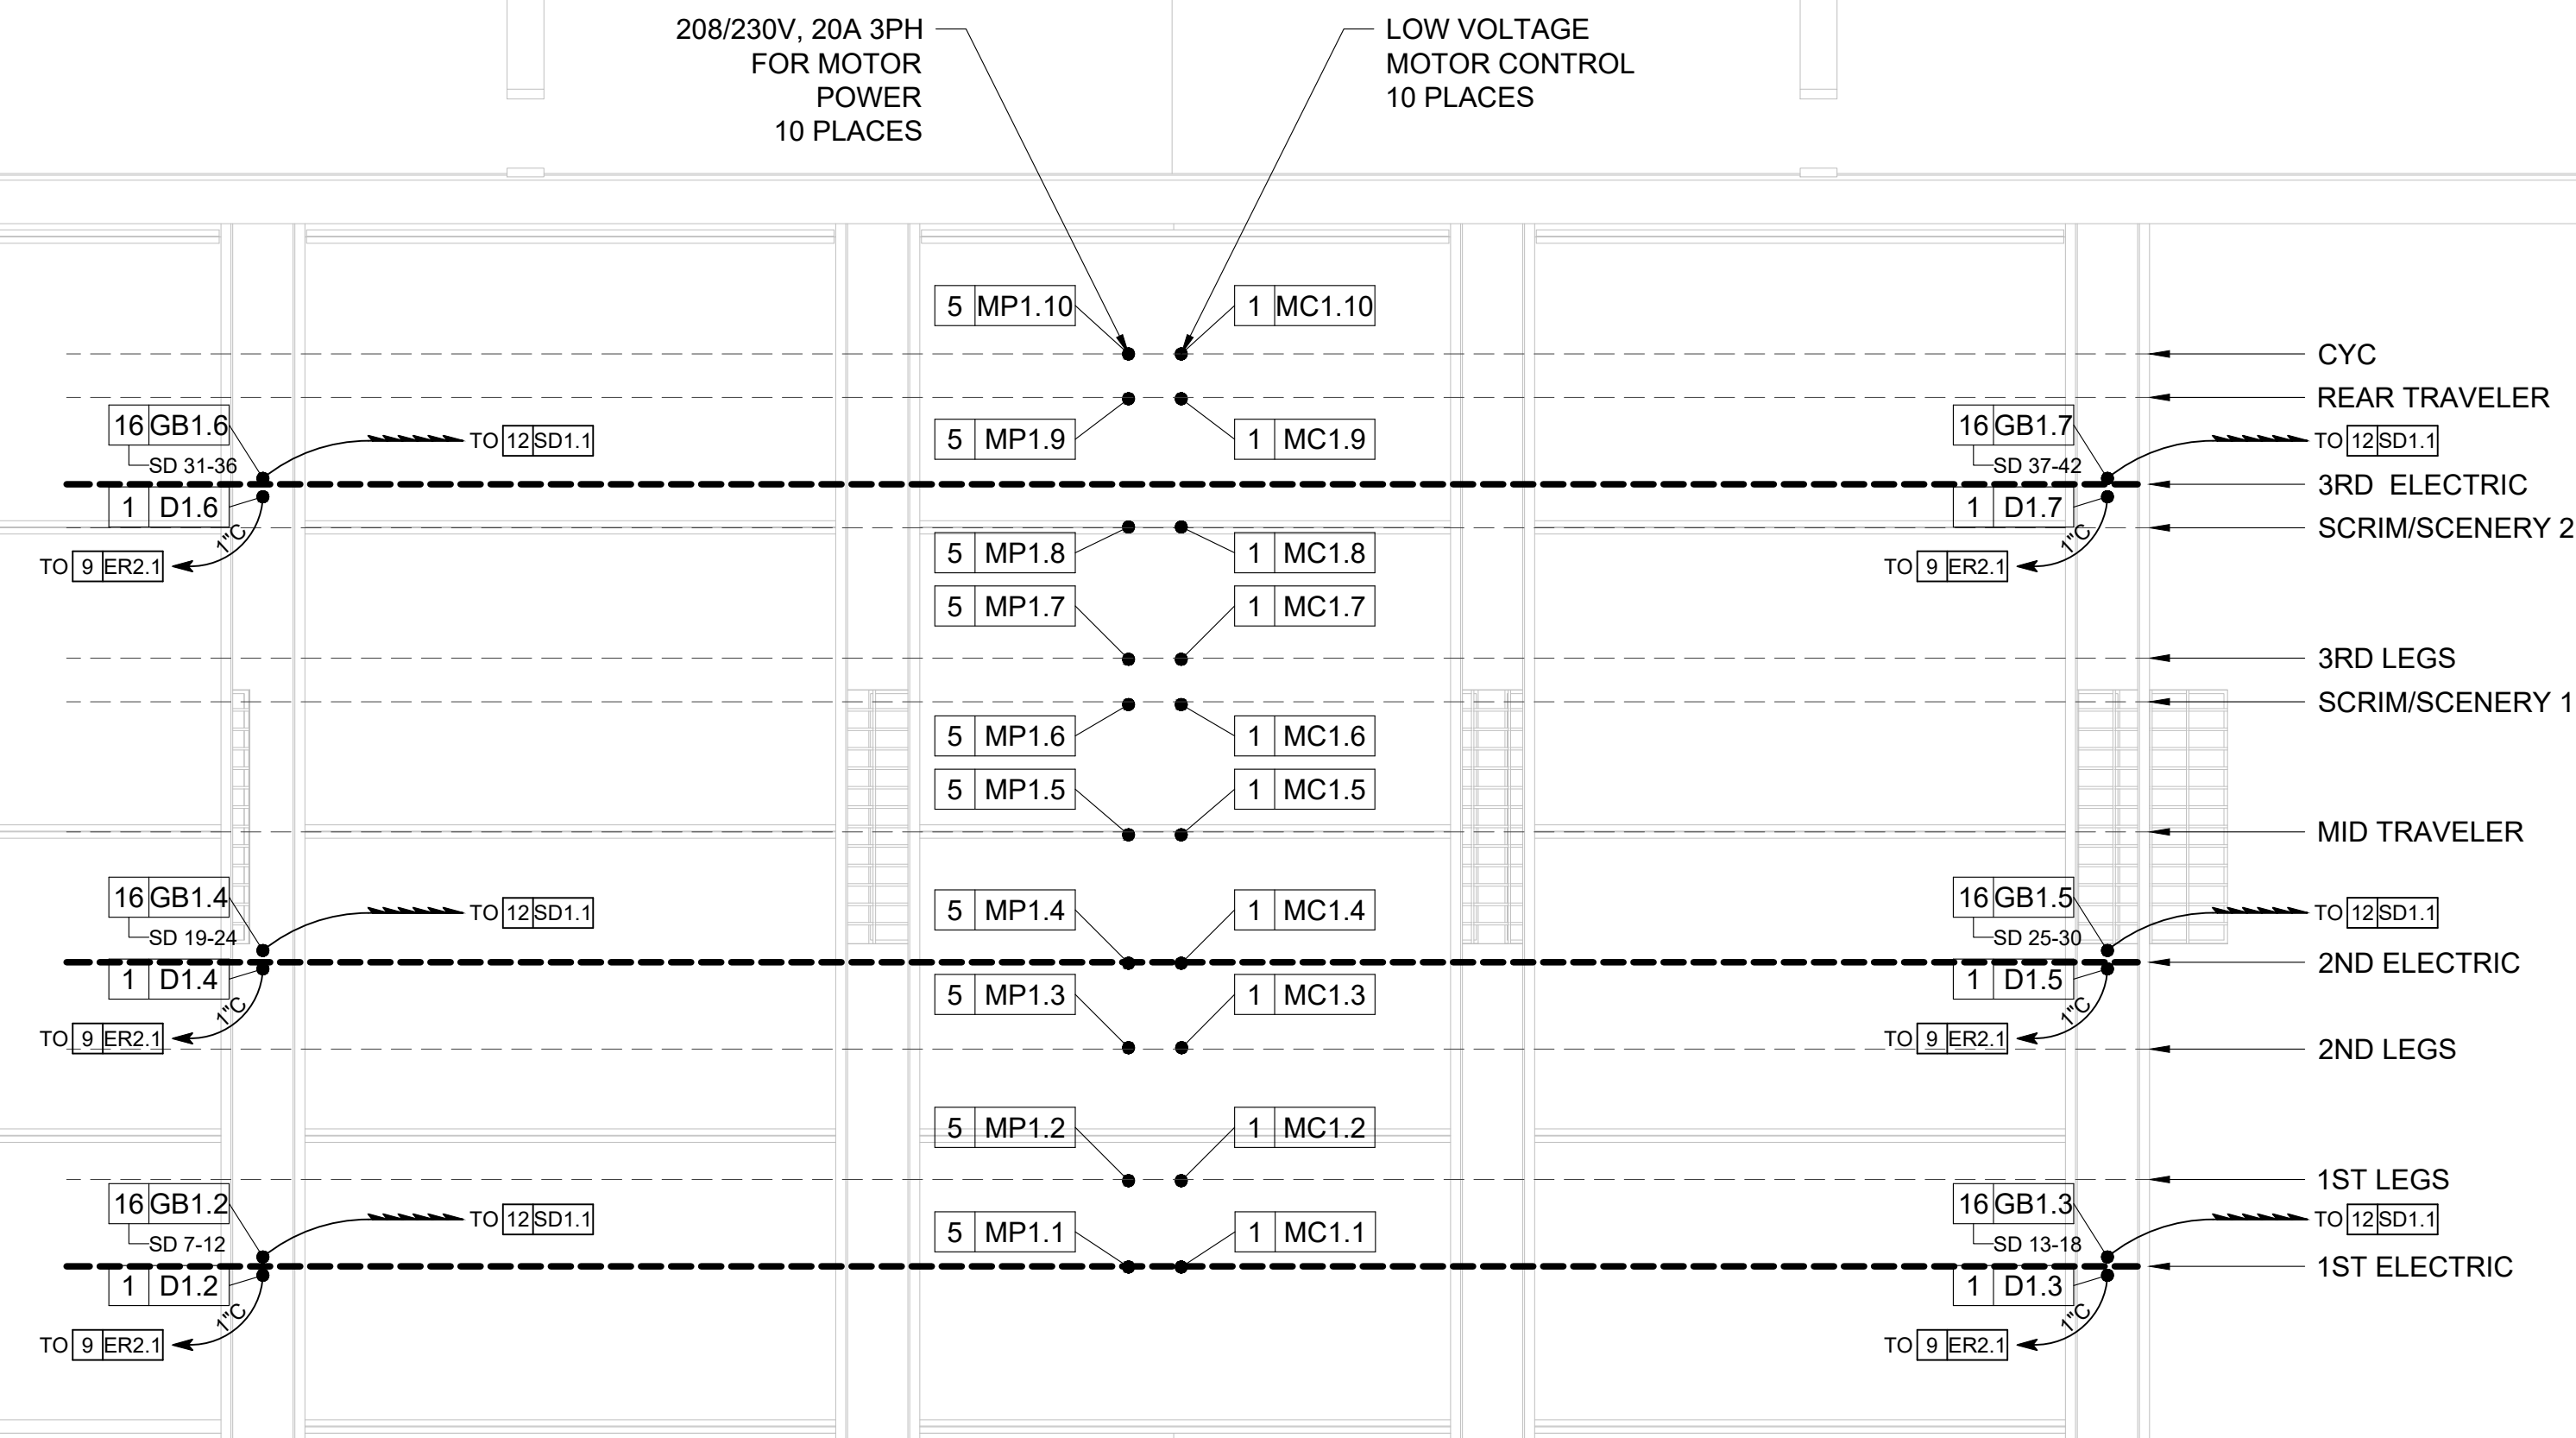 208/230V, 20A 3PH
FOR MOTOR
POWER
10 PLACES
LOW VOLTAGE
MOTOR CONTROL
10 PLACES
5 MP1.10
1 MC1.10
CYC
REAR TRAVELER
16 GB1.6
SD 31-36
TO 12 SD1.1
5 MP1.9
1 MC1.9
16 GB1.7
SD 37-42
TO 12 SD1.1
3RD ELECTRIC
1 D1.6
1"C
TO 9 ER2.1
1 D1.7
1"C
TO 9 ER2.1
SCRIM/SCENERY 2
5 MP1.8
1 MC1.8
5 MP1.7
1 MC1.7
3RD LEGS
SCRIM/SCENERY 1
5 MP1.6
1 MC1.6
5 MP1.5
1 MC1.5
MID TRAVELER
16 GB1.4
SD 19-24
TO 12 SD1.1
5 MP1.4
1 MC1.4
16 GB1.5
SD 25-30
TO 12 SD1.1
2ND ELECTRIC
1 D1.4
1"C
TO 9 ER2.1
5 MP1.3
1 MC1.3
1 D1.5
1"C
TO 9 ER2.1
2ND LEGS
5 MP1.2
1 MC1.2
1ST LEGS
16 GB1.2
SD 7-12
TO 12 SD1.1
5 MP1.1
1 MC1.1
16 GB1.3
SD 13-18
TO 12 SD1.1
1ST ELECTRIC
1 D1.2
1"C
TO 9 ER2.1
1 D1.3
1"C
TO 9 ER2.1